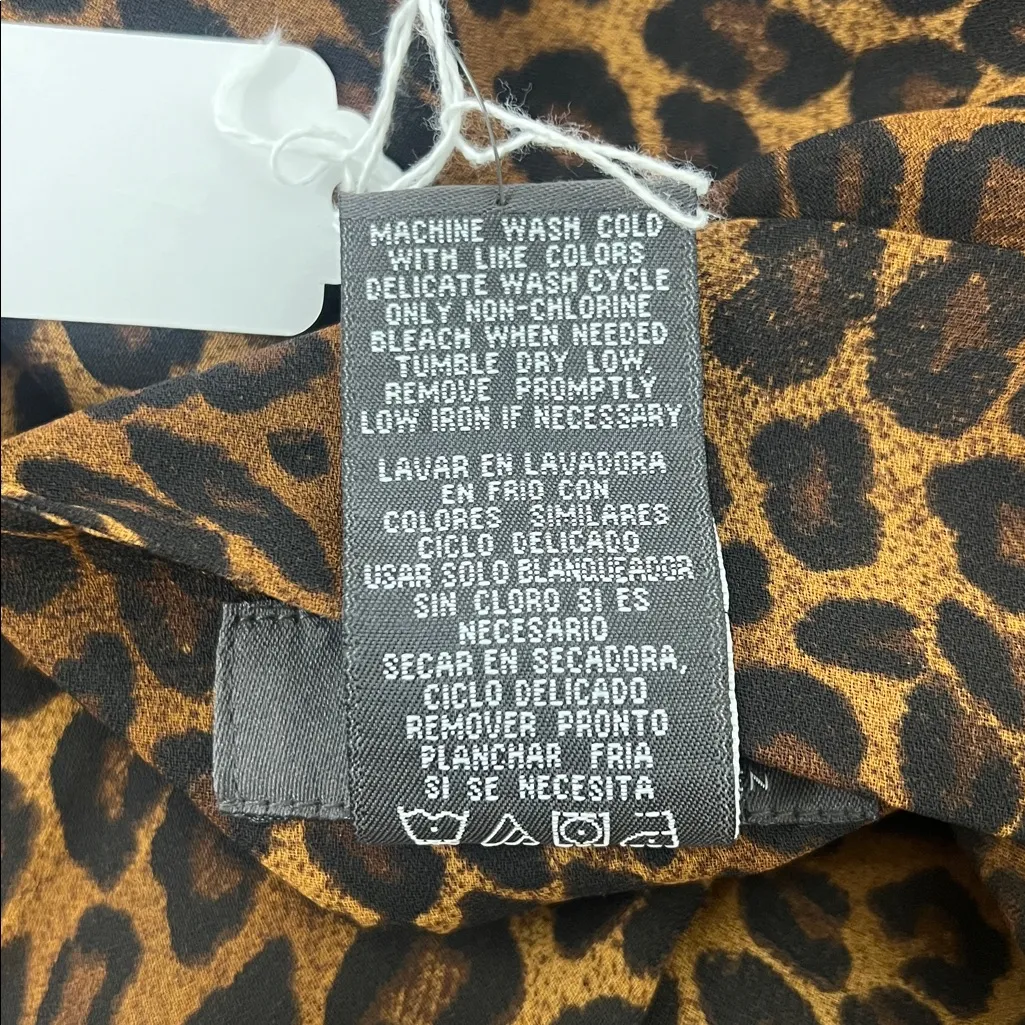 MACHINE WASH COLD
WITH LIKE COLORS
DELICATE WASH CYCLE
ONLY NON-CHLORINE
BLEACH WHEN NEEDED
TUMBLE DRY LOW,
REMOVE PROMPTLY
LOW IRON IF NECESSARY
LAVAR EN LAVADORA
EN FRIO CON
COLORES SIMILARES
CICLO DELICADO
USAR SOLO BLANQUEADOR
SIN CLORO SI ES
NECESARIO
SECAR EN SECADORA,
CICLO DELICADO
REMOVER PRONTO
PLANCHAR FRIA
SI SE NECESITA
EN